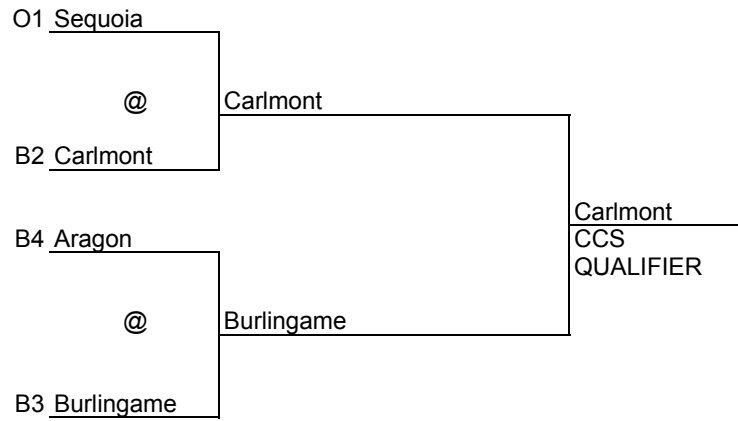 O1 Sequoia
@
Carlmont
B2 Carlmont
Carlmont
CCS
QUALIFIER
B4 Aragon
@
Burlingame
B3 Burlingame